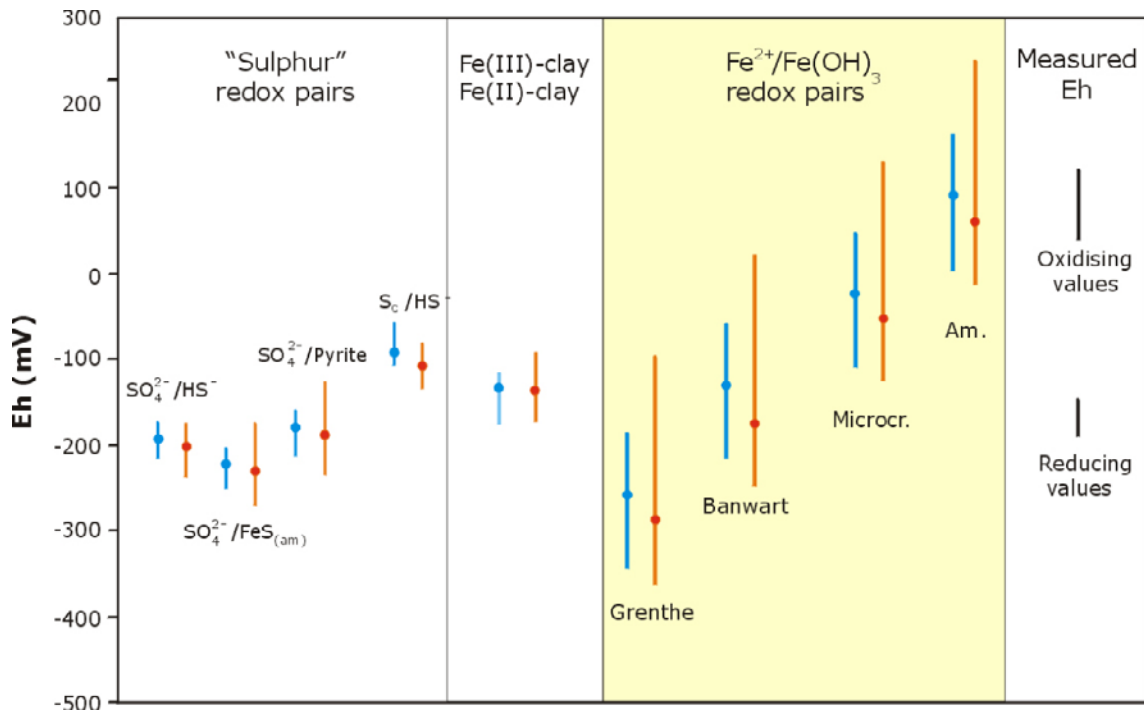 300
200
100
0
-100
-200
-300
-400
-500
Eh (mV)
“Sulphur”
redox pairs
SO₄²⁻/HS⁻
SO₄²⁻/FeS₍ₐₘ₎
SO₄²⁻/Pyrite
S꜀/HS⁻
Fe(III)-clay
Fe(II)-clay
Fe²⁺/Fe(OH)₃
redox pairs
Grenthe
Banwart
Microcr.
Am.
Measured
Eh
Oxidising
values
Reducing
values